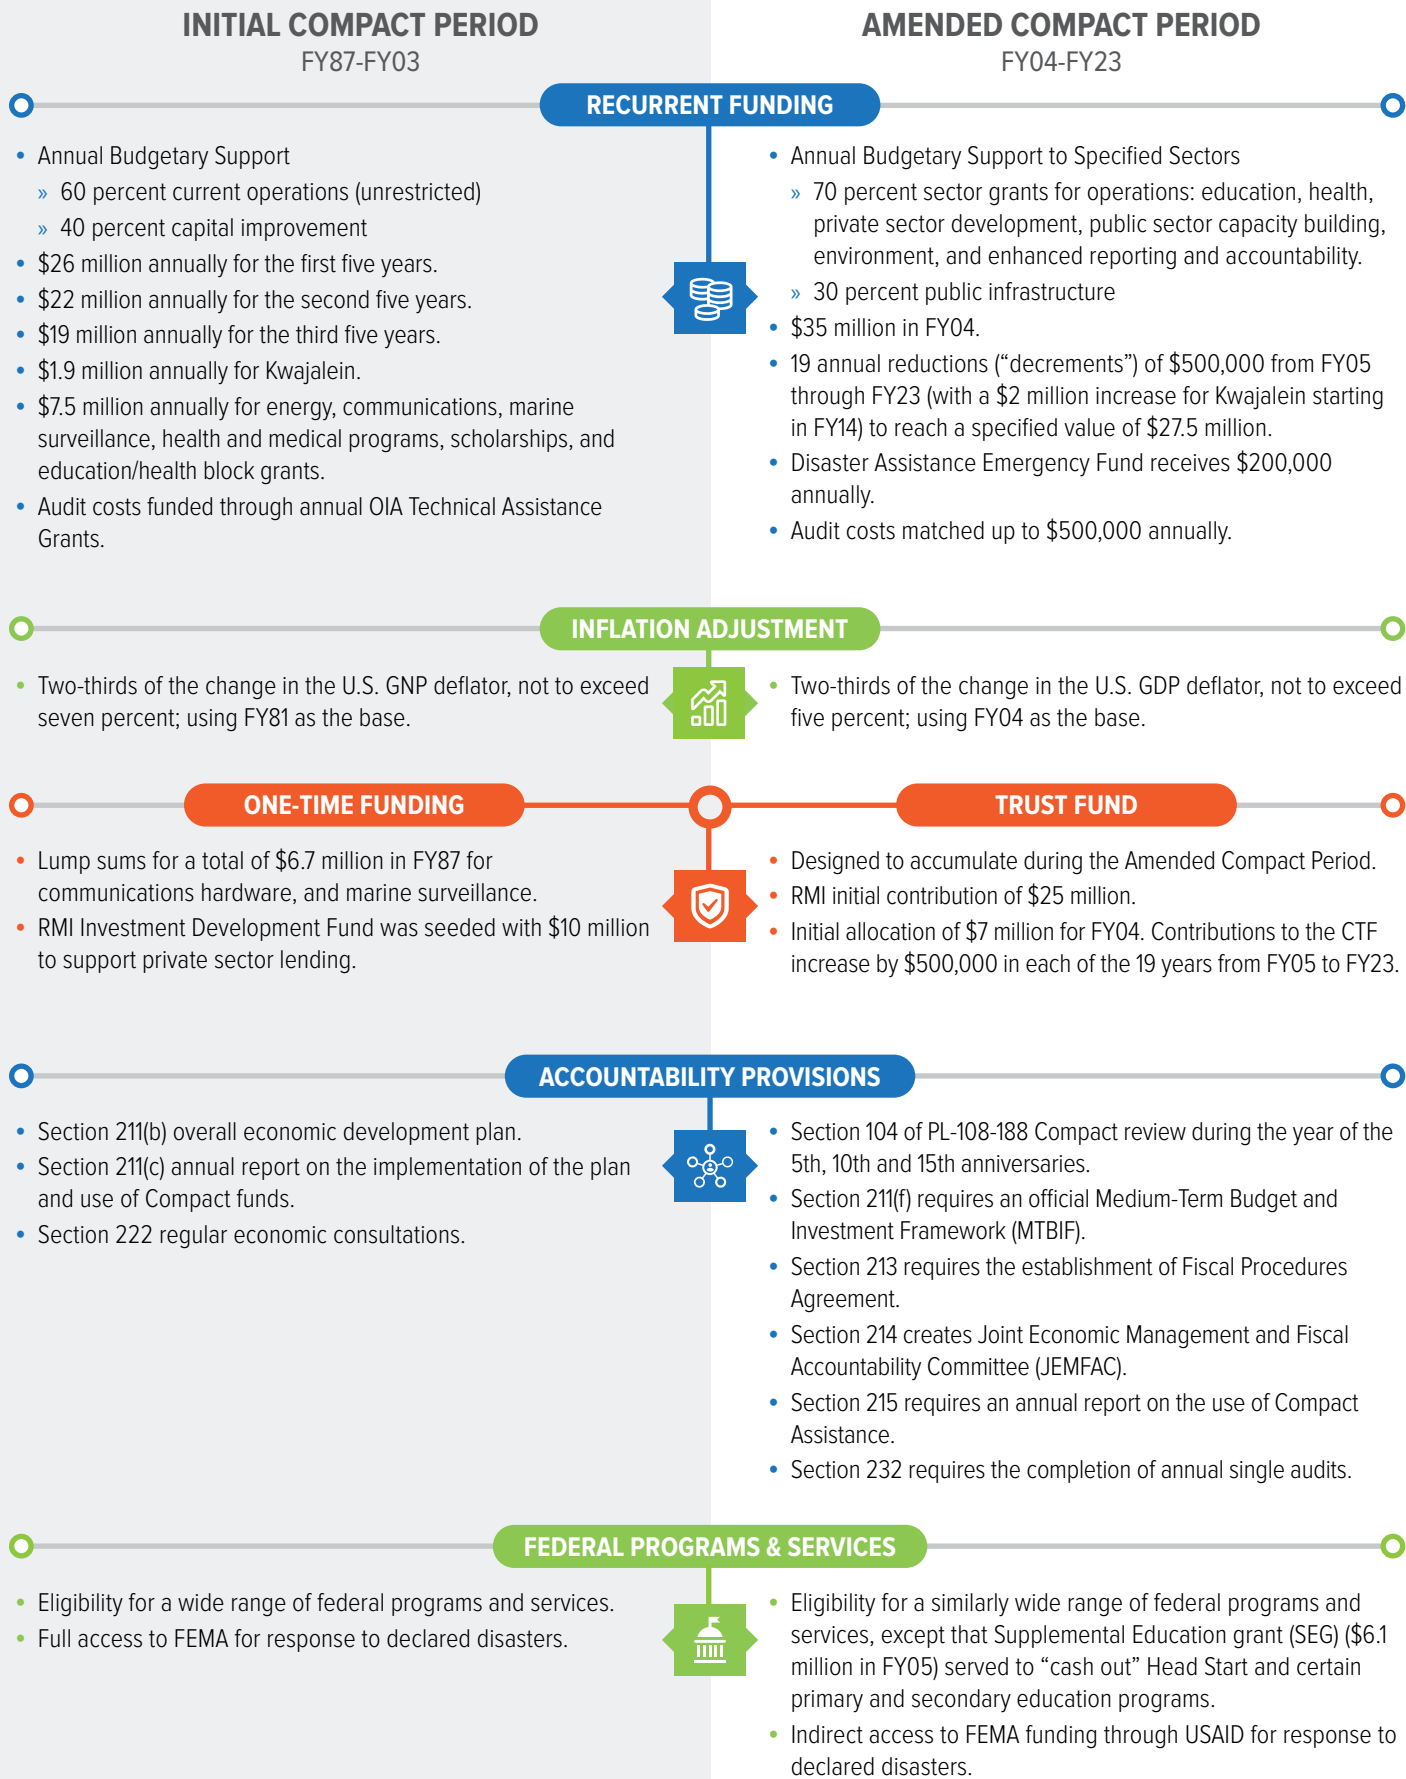 INITIAL COMPACT PERIOD
FY87-FY03
AMENDED COMPACT PERIOD
FY04-FY23
RECURRENT FUNDING
• Annual Budgetary Support
» 60 percent current operations (unrestricted)
» 40 percent capital improvement
• $26 million annually for the first five years.
• $22 million annually for the second five years.
• $19 million annually for the third five years.
• $1.9 million annually for Kwajalein.
• $7.5 million annually for energy, communications, marine
surveillance, health and medical programs, scholarships, and
education/health block grants.
• Audit costs funded through annual OIA Technical Assistance
Grants.
• Annual Budgetary Support to Specified Sectors
» 70 percent sector grants for operations: education, health,
private sector development, public sector capacity building,
environment, and enhanced reporting and accountability.
» 30 percent public infrastructure
• $35 million in FY04.
• 19 annual reductions (“decrements”) of $500,000 from FY05
through FY23 (with a $2 million increase for Kwajalein starting
in FY14) to reach a specified value of $27.5 million.
• Disaster Assistance Emergency Fund receives $200,000
annually.
• Audit costs matched up to $500,000 annually.
INFLATION ADJUSTMENT
• Two-thirds of the change in the U.S. GNP deflator, not to exceed
seven percent; using FY81 as the base.
• Two-thirds of the change in the U.S. GDP deflator, not to exceed
five percent; using FY04 as the base.
ONE-TIME FUNDING
• Lump sums for a total of $6.7 million in FY87 for
communications hardware, and marine surveillance.
• RMI Investment Development Fund was seeded with $10 million
to support private sector lending.
TRUST FUND
• Designed to accumulate during the Amended Compact Period.
• RMI initial contribution of $25 million.
• Initial allocation of $7 million for FY04. Contributions to the CTF
increase by $500,000 in each of the 19 years from FY05 to FY23.
ACCOUNTABILITY PROVISIONS
• Section 211(b) overall economic development plan.
• Section 211(c) annual report on the implementation of the plan
and use of Compact funds.
• Section 222 regular economic consultations.
• Section 104 of PL-108-188 Compact review during the year of the
5th, 10th and 15th anniversaries.
• Section 211(f) requires an official Medium-Term Budget and
Investment Framework (MTBIF).
• Section 213 requires the establishment of Fiscal Procedures
Agreement.
• Section 214 creates Joint Economic Management and Fiscal
Accountability Committee (JEMFAC).
• Section 215 requires an annual report on the use of Compact
Assistance.
• Section 232 requires the completion of annual single audits.
FEDERAL PROGRAMS & SERVICES
• Eligibility for a wide range of federal programs and services.
• Full access to FEMA for response to declared disasters.
• Eligibility for a similarly wide range of federal programs and
services, except that Supplemental Education grant (SEG) ($6.1
million in FY05) served to “cash out” Head Start and certain
primary and secondary education programs.
• Indirect access to FEMA funding through USAID for response to
declared disasters.